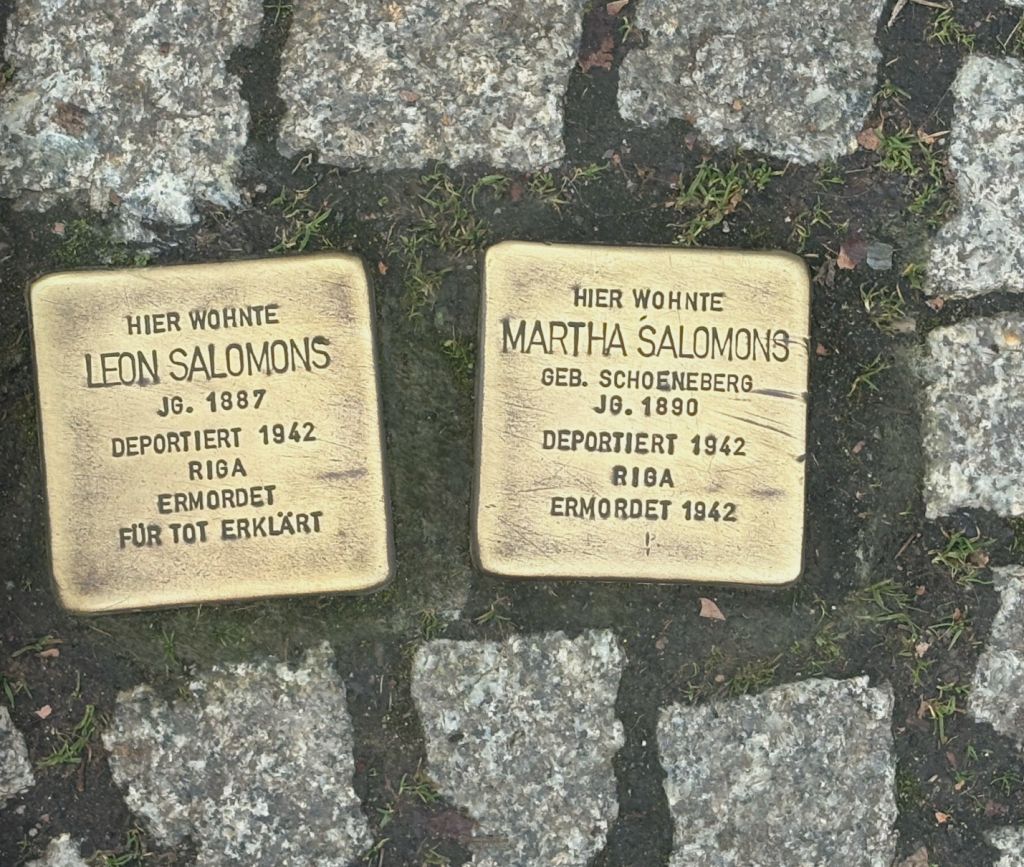 HIER WOHNTE
LEON SALOMONS
JG. 1887
DEPORTIERT 1942
RIGA
ERMORDET
FÜR TOT ERKLÄRT
HIER WOHNTE
MARTHA SALOMONS
GEB. SCHOENEBERG
JG. 1890
DEPORTIERT 1942
RIGA
ERMORDET 1942